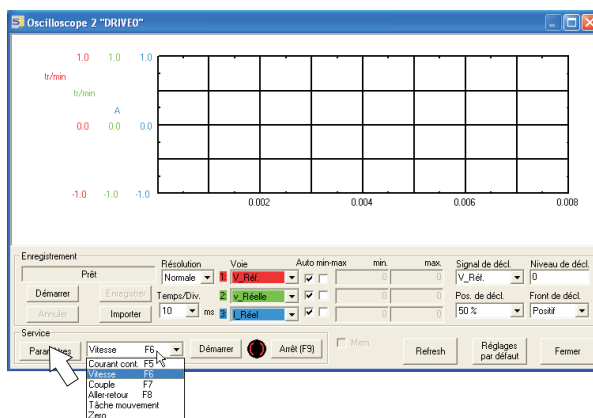 Oscilloscope 2 "DRIVE0"
1.0 1.0 1.0
tr/min
tr/min
A
0.0 0.0 0.0
-1.0 -1.0 -1.0
0.002 0.004 0.006 0.008
Enregistrement
Prêt
Démarrer Enregistrer
Annuler Importer
Résolution
Normale
Temps/Div.
10 ms
Voie Auto min-max min. max.
1: V_Réf. 0 0
2: v_Réelle 0 0
3: I_Réel 0 0
Signal de décl. Niveau de décl.
V_Réf. 0
Pos. de décl. Front de décl.
50 % Positif
Service
Paramètres Vitesse F6 Démarrer Arrêt (F9) Mem Refresh Réglages par défaut Fermer
Courant cont. F5
Vitesse F6
Couple F7
Aller-retour F8
Tâche mouvement
Zero